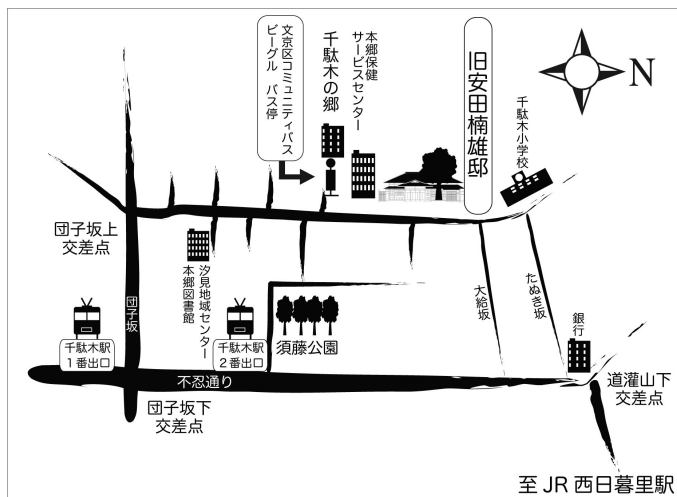 文京区コミュニティバス
ビーグル　バス停
千駄木の郷
本郷保健
サービスセンター
旧安田楠雄邸
千駄木小学校
N
団子坂上
交差点
団子坂
汐見地域センター
本郷図書館
須藤公園
大給坂
たぬき坂
銀行
千駄木駅
1番出口
千駄木駅
2番出口
不忍通り
団子坂下
交差点
道灌山下
交差点
至 JR 西日暮里駅